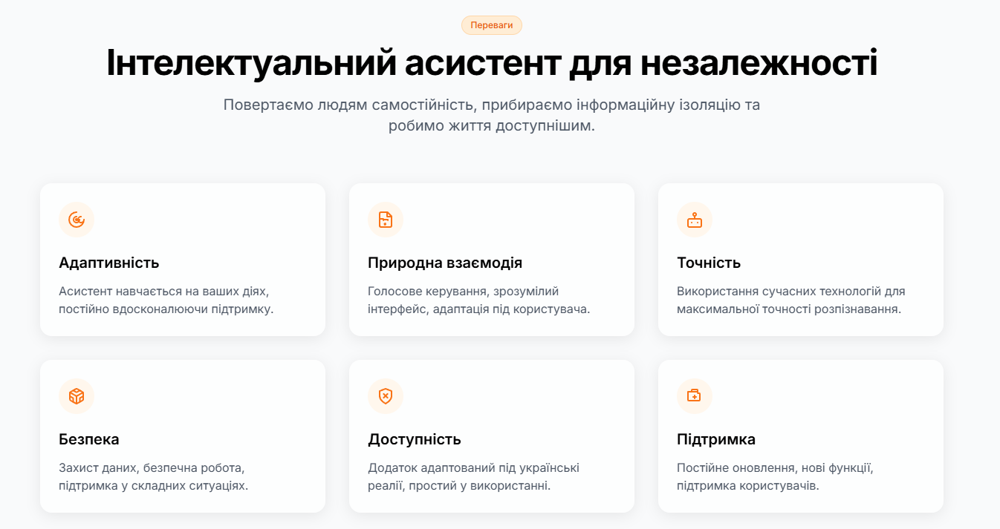 Переваги
Інтелектуальний асистент для незалежності
Повертаємо людям самостійність, прибираємо інформаційну ізоляцію та
робимо життя доступнішим.
Адаптивність
Асистент навчається на ваших діях,
постійно вдосконалюючи підтримку.
Природна взаємодія
Голосове керування, зрозумілий
інтерфейс, адаптація під користувача.
Точність
Використання сучасних технологій для
максимальної точності розпізнавання.
Безпека
Захист даних, безпечна робота,
підтримка у складних ситуаціях.
Доступність
Додаток адаптований під українські
реалії, простий у використанні.
Підтримка
Постійне оновлення, нові функції,
підтримка користувачів.